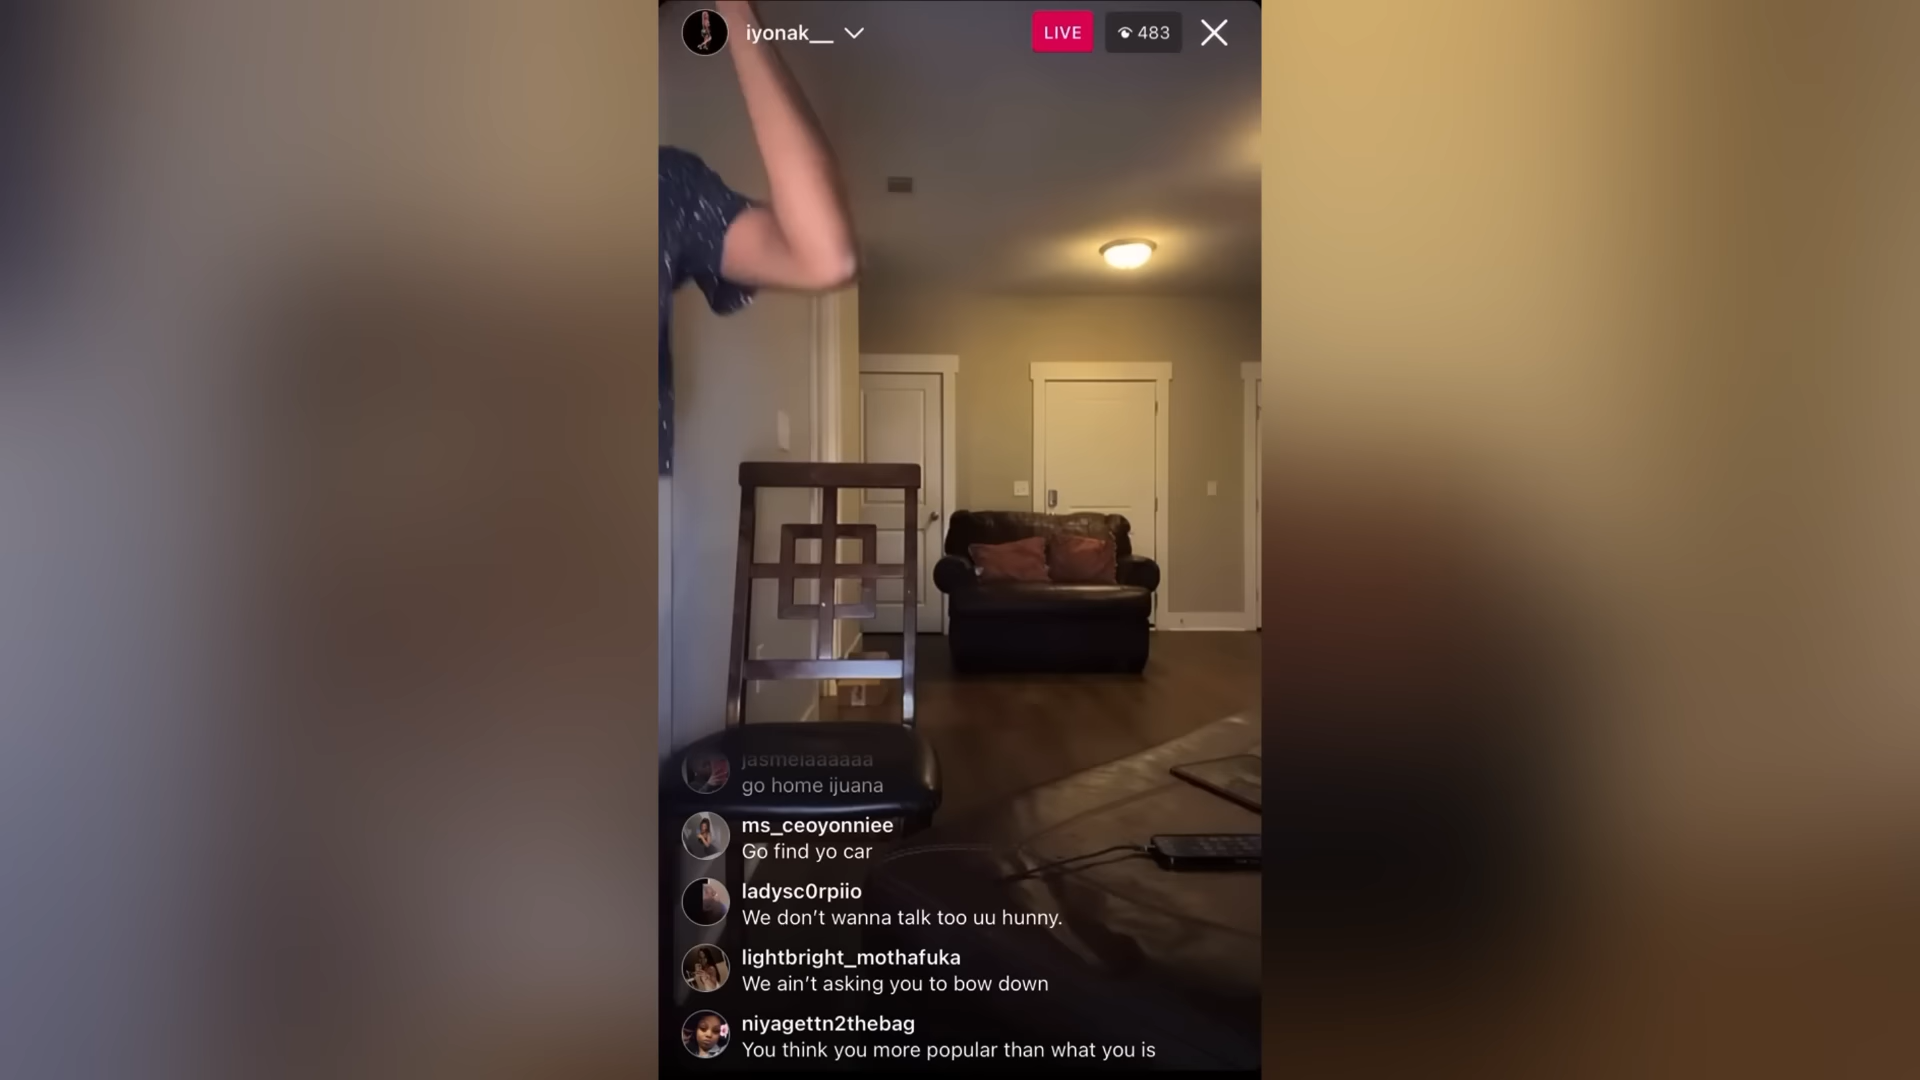 iyonak__
LIVE
483
jasmeiaaaaaa
go home ijuana
ms_ceoyonniee
Go find yo car
ladysc0rpiio
We don’t wanna talk too uu hunny.
lightbright_mothafuka
We ain’t asking you to bow down
niyagettn2thebag
You think you more popular than what you is